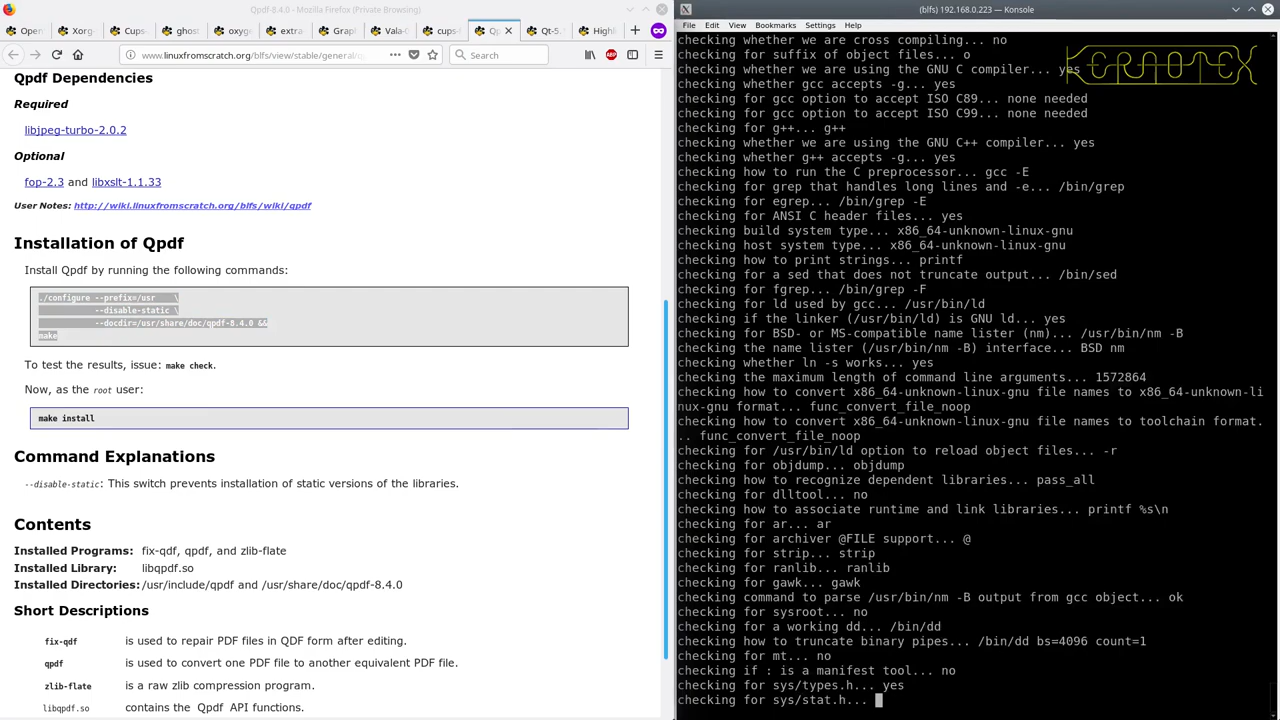 Qpdf-8.4.0 - Mozilla Firefox (Private Browsing)
Open
Xorg-
Cups-
ghost
oxyge
extra-
Graph
Vala-0
cups-f
Qp
Qt-5.
Highl
www.linuxfromscratch.org/blfs/view/stable/general/q
Search
Qpdf Dependencies
Required
libjpeg-turbo-2.0.2
Optional
fop-2.3 and libxslt-1.1.33
User Notes: http://wiki.linuxfromscratch.org/blfs/wiki/qpdf
Installation of Qpdf
Install Qpdf by running the following commands:
./configure --prefix=/usr \
--disable-static \
--docdir=/usr/share/doc/qpdf-8.4.0 &&
make
To test the results, issue: make check.
Now, as the root user:
make install
Command Explanations
--disable-static: This switch prevents installation of static versions of the libraries.
Contents
Installed Programs: fix-qdf, qpdf, and zlib-flate
Installed Library: libqpdf.so
Installed Directories: /usr/include/qpdf and /usr/share/doc/qpdf-8.4.0
Short Descriptions
fix-qdf is used to repair PDF files in QDF form after editing.
qpdf is used to convert one PDF file to another equivalent PDF file.
zlib-flate is a raw zlib compression program.
libqpdf.so contains the Qpdf API functions.
(blfs) 192.168.0.223 — Konsole
File Edit View Bookmarks Settings Help
KERAOTEX
checking whether we are cross compiling... no
checking for suffix of object files... o
checking whether we are using the GNU C compiler... yes
checking whether gcc accepts -g... yes
checking for gcc option to accept ISO C89... none needed
checking for gcc option to accept ISO C99... none needed
checking for g++... g++
checking whether we are using the GNU C++ compiler... yes
checking whether g++ accepts -g... yes
checking how to run the C preprocessor... gcc -E
checking for grep that handles long lines and -e... /bin/grep
checking for egrep... /bin/grep -E
checking for ANSI C header files... yes
checking build system type... x86_64-unknown-linux-gnu
checking host system type... x86_64-unknown-linux-gnu
checking how to print strings... printf
checking for a sed that does not truncate output... /bin/sed
checking for fgrep... /bin/grep -F
checking for ld used by gcc... /usr/bin/ld
checking if the linker (/usr/bin/ld) is GNU ld... yes
checking for BSD- or MS-compatible name lister (nm)... /usr/bin/nm -B
checking the name lister (/usr/bin/nm -B) interface... BSD nm
checking whether ln -s works... yes
checking the maximum length of command line arguments... 1572864
checking how to convert x86_64-unknown-linux-gnu file names to x86_64-unknown-li
nux-gnu format... func_convert_file_noop
checking how to convert x86_64-unknown-linux-gnu file names to toolchain format.
.. func_convert_file_noop
checking for /usr/bin/ld option to reload object files... -r
checking for objdump... objdump
checking how to recognize dependent libraries... pass_all
checking for dlltool... no
checking how to associate runtime and link libraries... printf %s\n
checking for ar... ar
checking for archiver @FILE support... @
checking for strip... strip
checking for ranlib... ranlib
checking for gawk... gawk
checking command to parse /usr/bin/nm -B output from gcc object... ok
checking for sysroot... no
checking for a working dd... /bin/dd
checking how to truncate binary pipes... /bin/dd bs=4096 count=1
checking for mt... no
checking if : is a manifest tool... no
checking for sys/types.h... yes
checking for sys/stat.h...